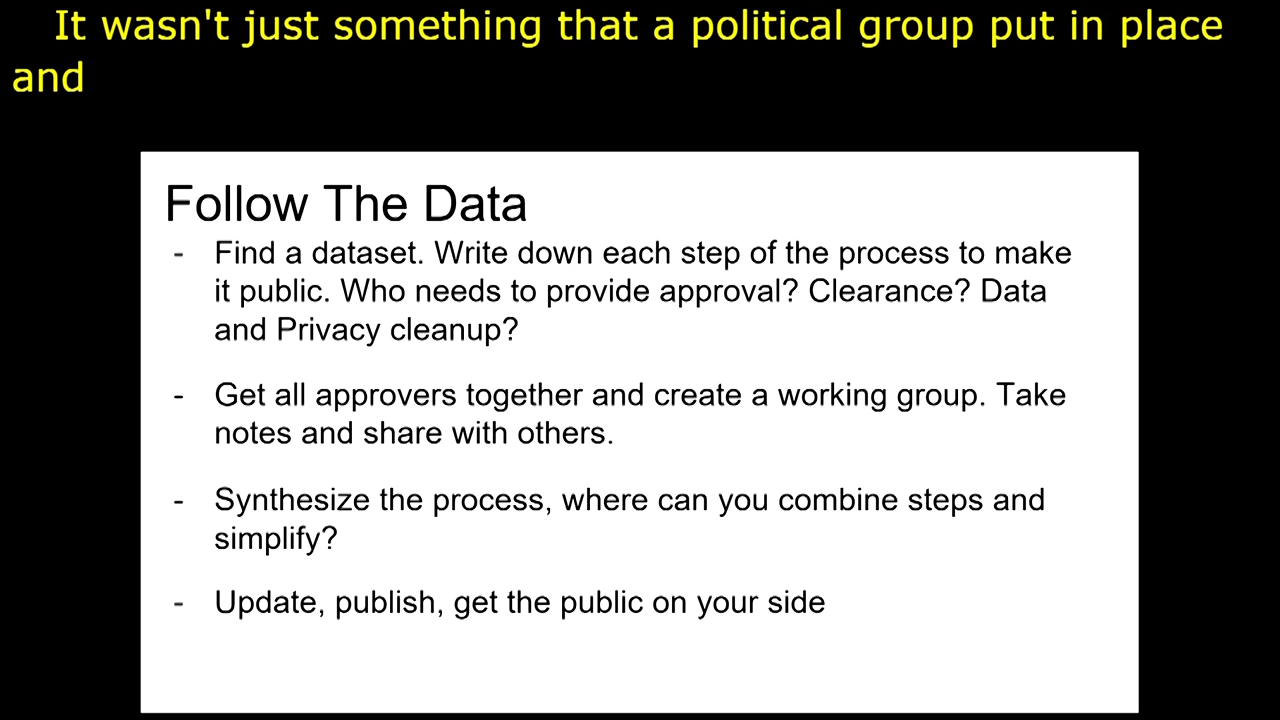 It wasn't just something that a political group put in place
and
Follow The Data
- Find a dataset. Write down each step of the process to make
it public. Who needs to provide approval? Clearance? Data
and Privacy cleanup?
- Get all approvers together and create a working group. Take
notes and share with others.
- Synthesize the process, where can you combine steps and
simplify?
- Update, publish, get the public on your side